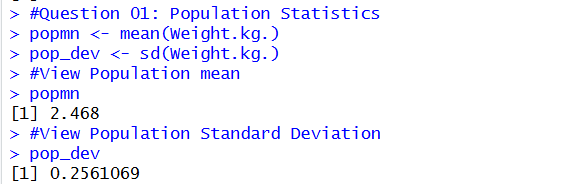 > #Question 01: Population Statistics
> popmn <- mean(Weight.kg.)
> pop_dev <- sd(Weight.kg.)
> #View Population mean
> popmn
[1] 2.468
> #View Population Standard Deviation
> pop_dev
[1] 0.2561069